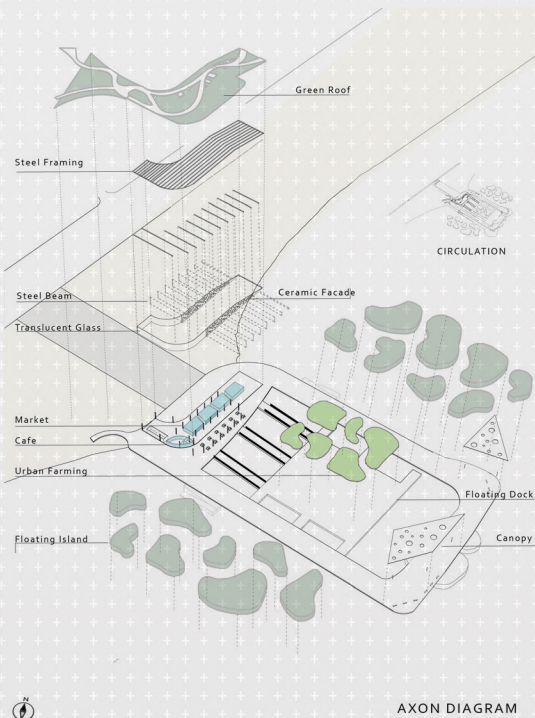 Green Roof
Steel Framing
CIRCULATION
Steel Beam
Ceramic Facade
Translucent Glass
Market
Cafe
Urban Farming
Floating Dock
Floating Island
Canopy
N
AXON DIAGRAM